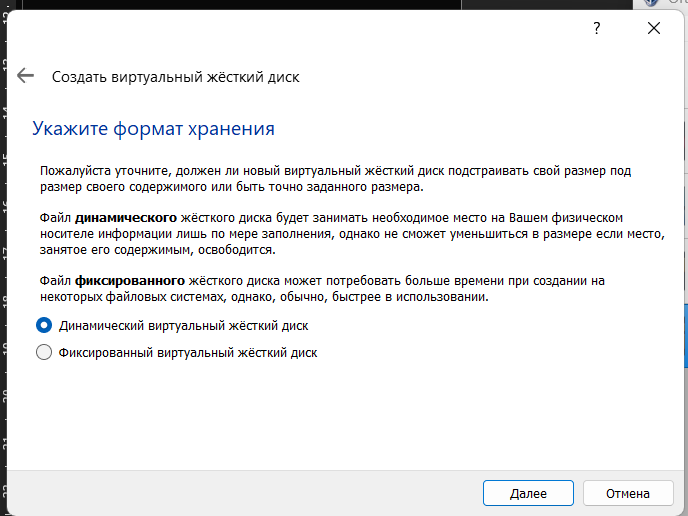 ?
Создать виртуальный жёсткий диск
Укажите формат хранения
Пожалуйста уточните, должен ли новый виртуальный жёсткий диск подстраивать свой размер под
размер своего содержимого или быть точно заданного размера.
Файл динамического жёсткого диска будет занимать необходимое место на Вашем физическом
носителе информации лишь по мере заполнения, однако не сможет уменьшиться в размере если место,
занятое его содержимым, освободится.
Файл фиксированного жёсткого диска может потребовать больше времени при создании на
некоторых файловых системах, однако, обычно, быстрее в использовании.
Динамический виртуальный жёсткий диск
Фиксированный виртуальный жёсткий диск
Далее
Отмена